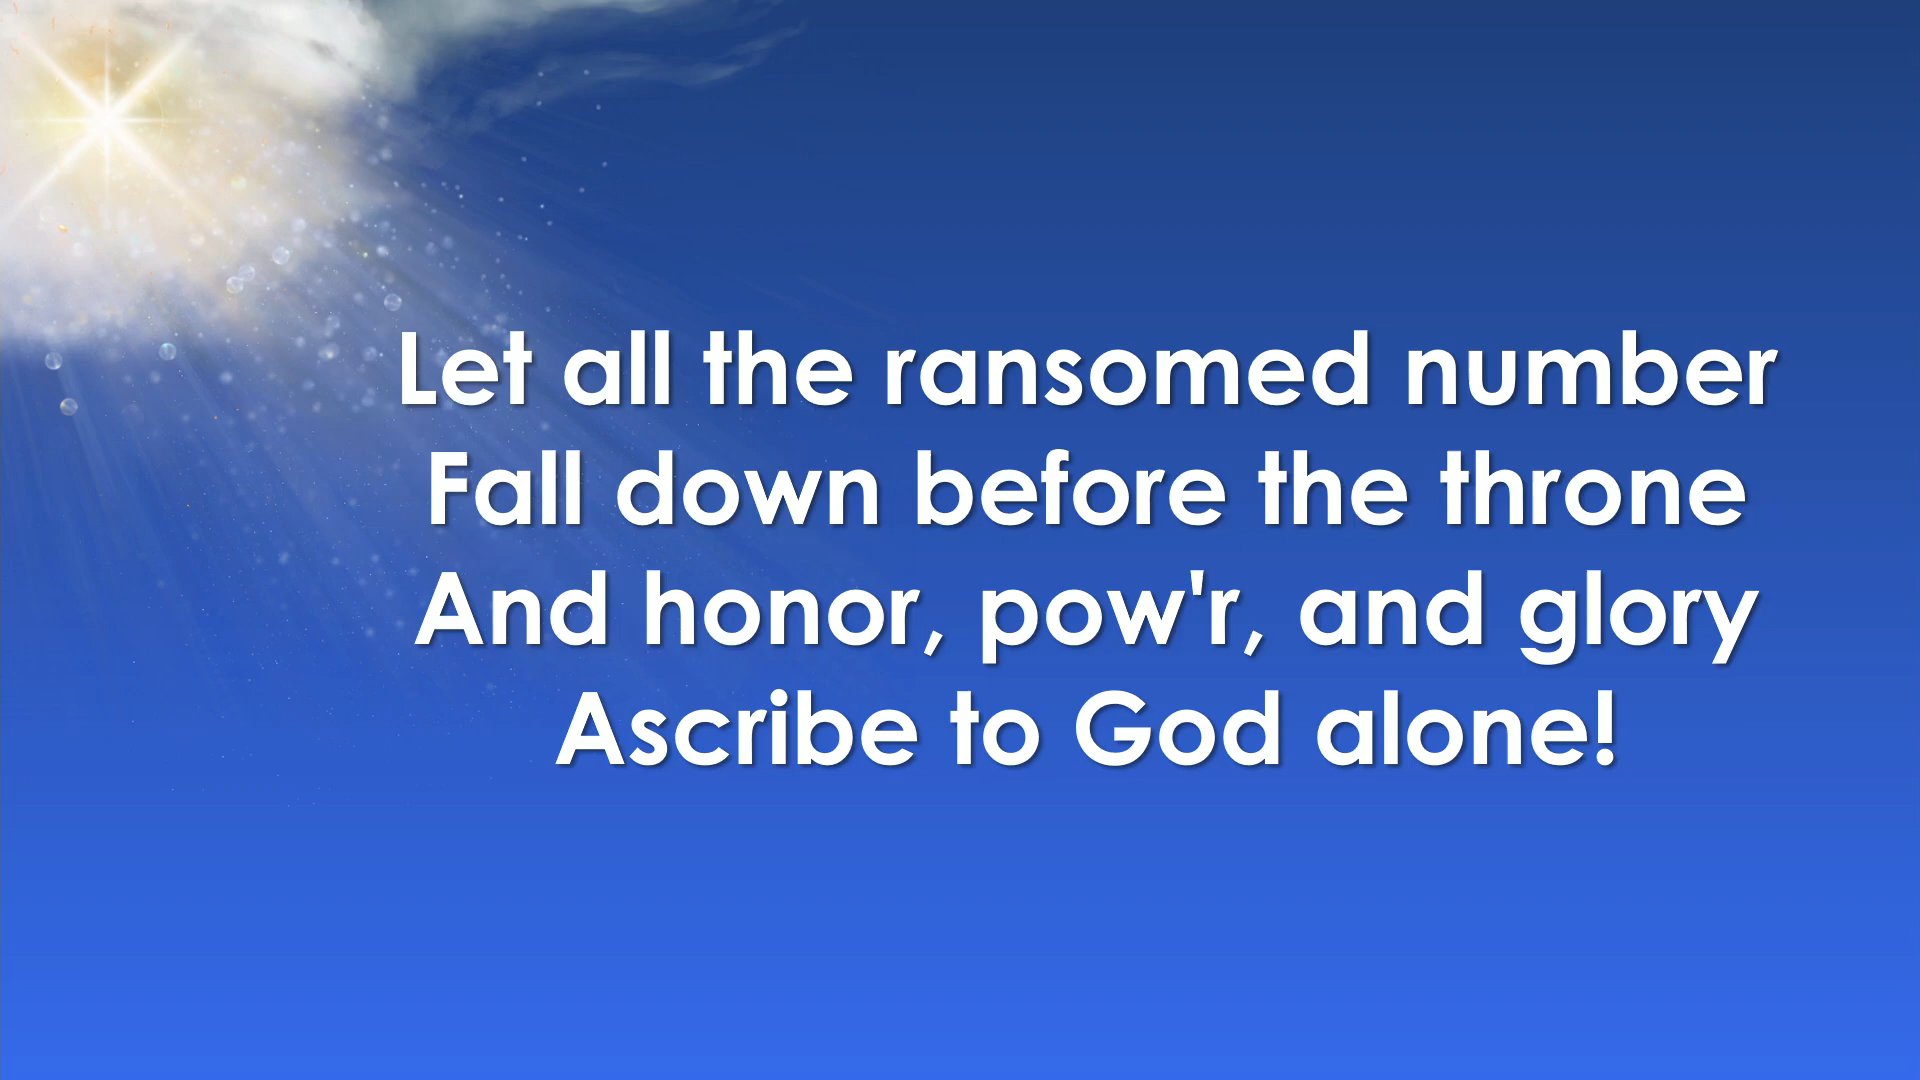 Let all the ransomed number
Fall down before the throne
And honor, pow'r, and glory
Ascribe to God alone!